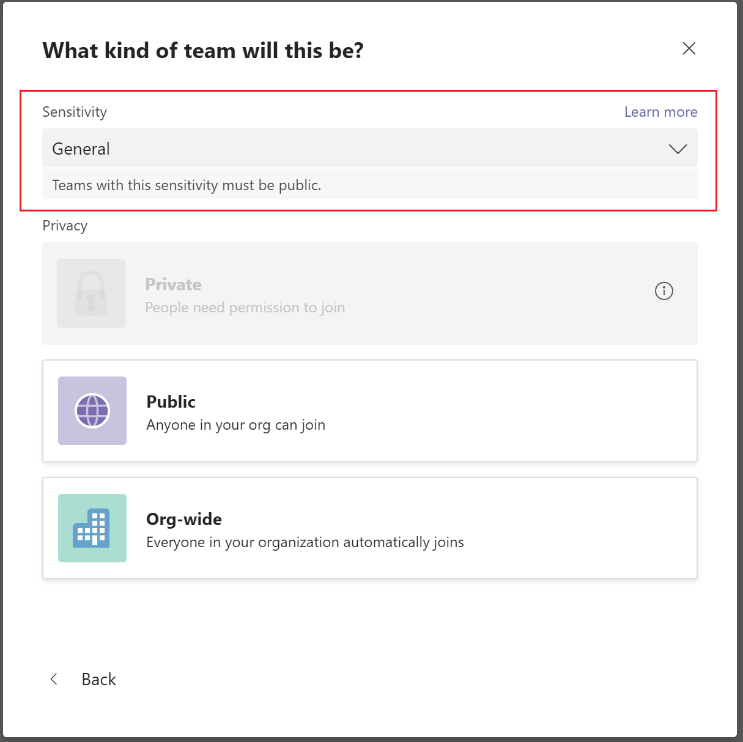 What kind of team will this be?
Sensitivity
Learn more
General
Teams with this sensitivity must be public.
Privacy
Private
People need permission to join
Public
Anyone in your org can join
Org-wide
Everyone in your organization automatically joins
Back